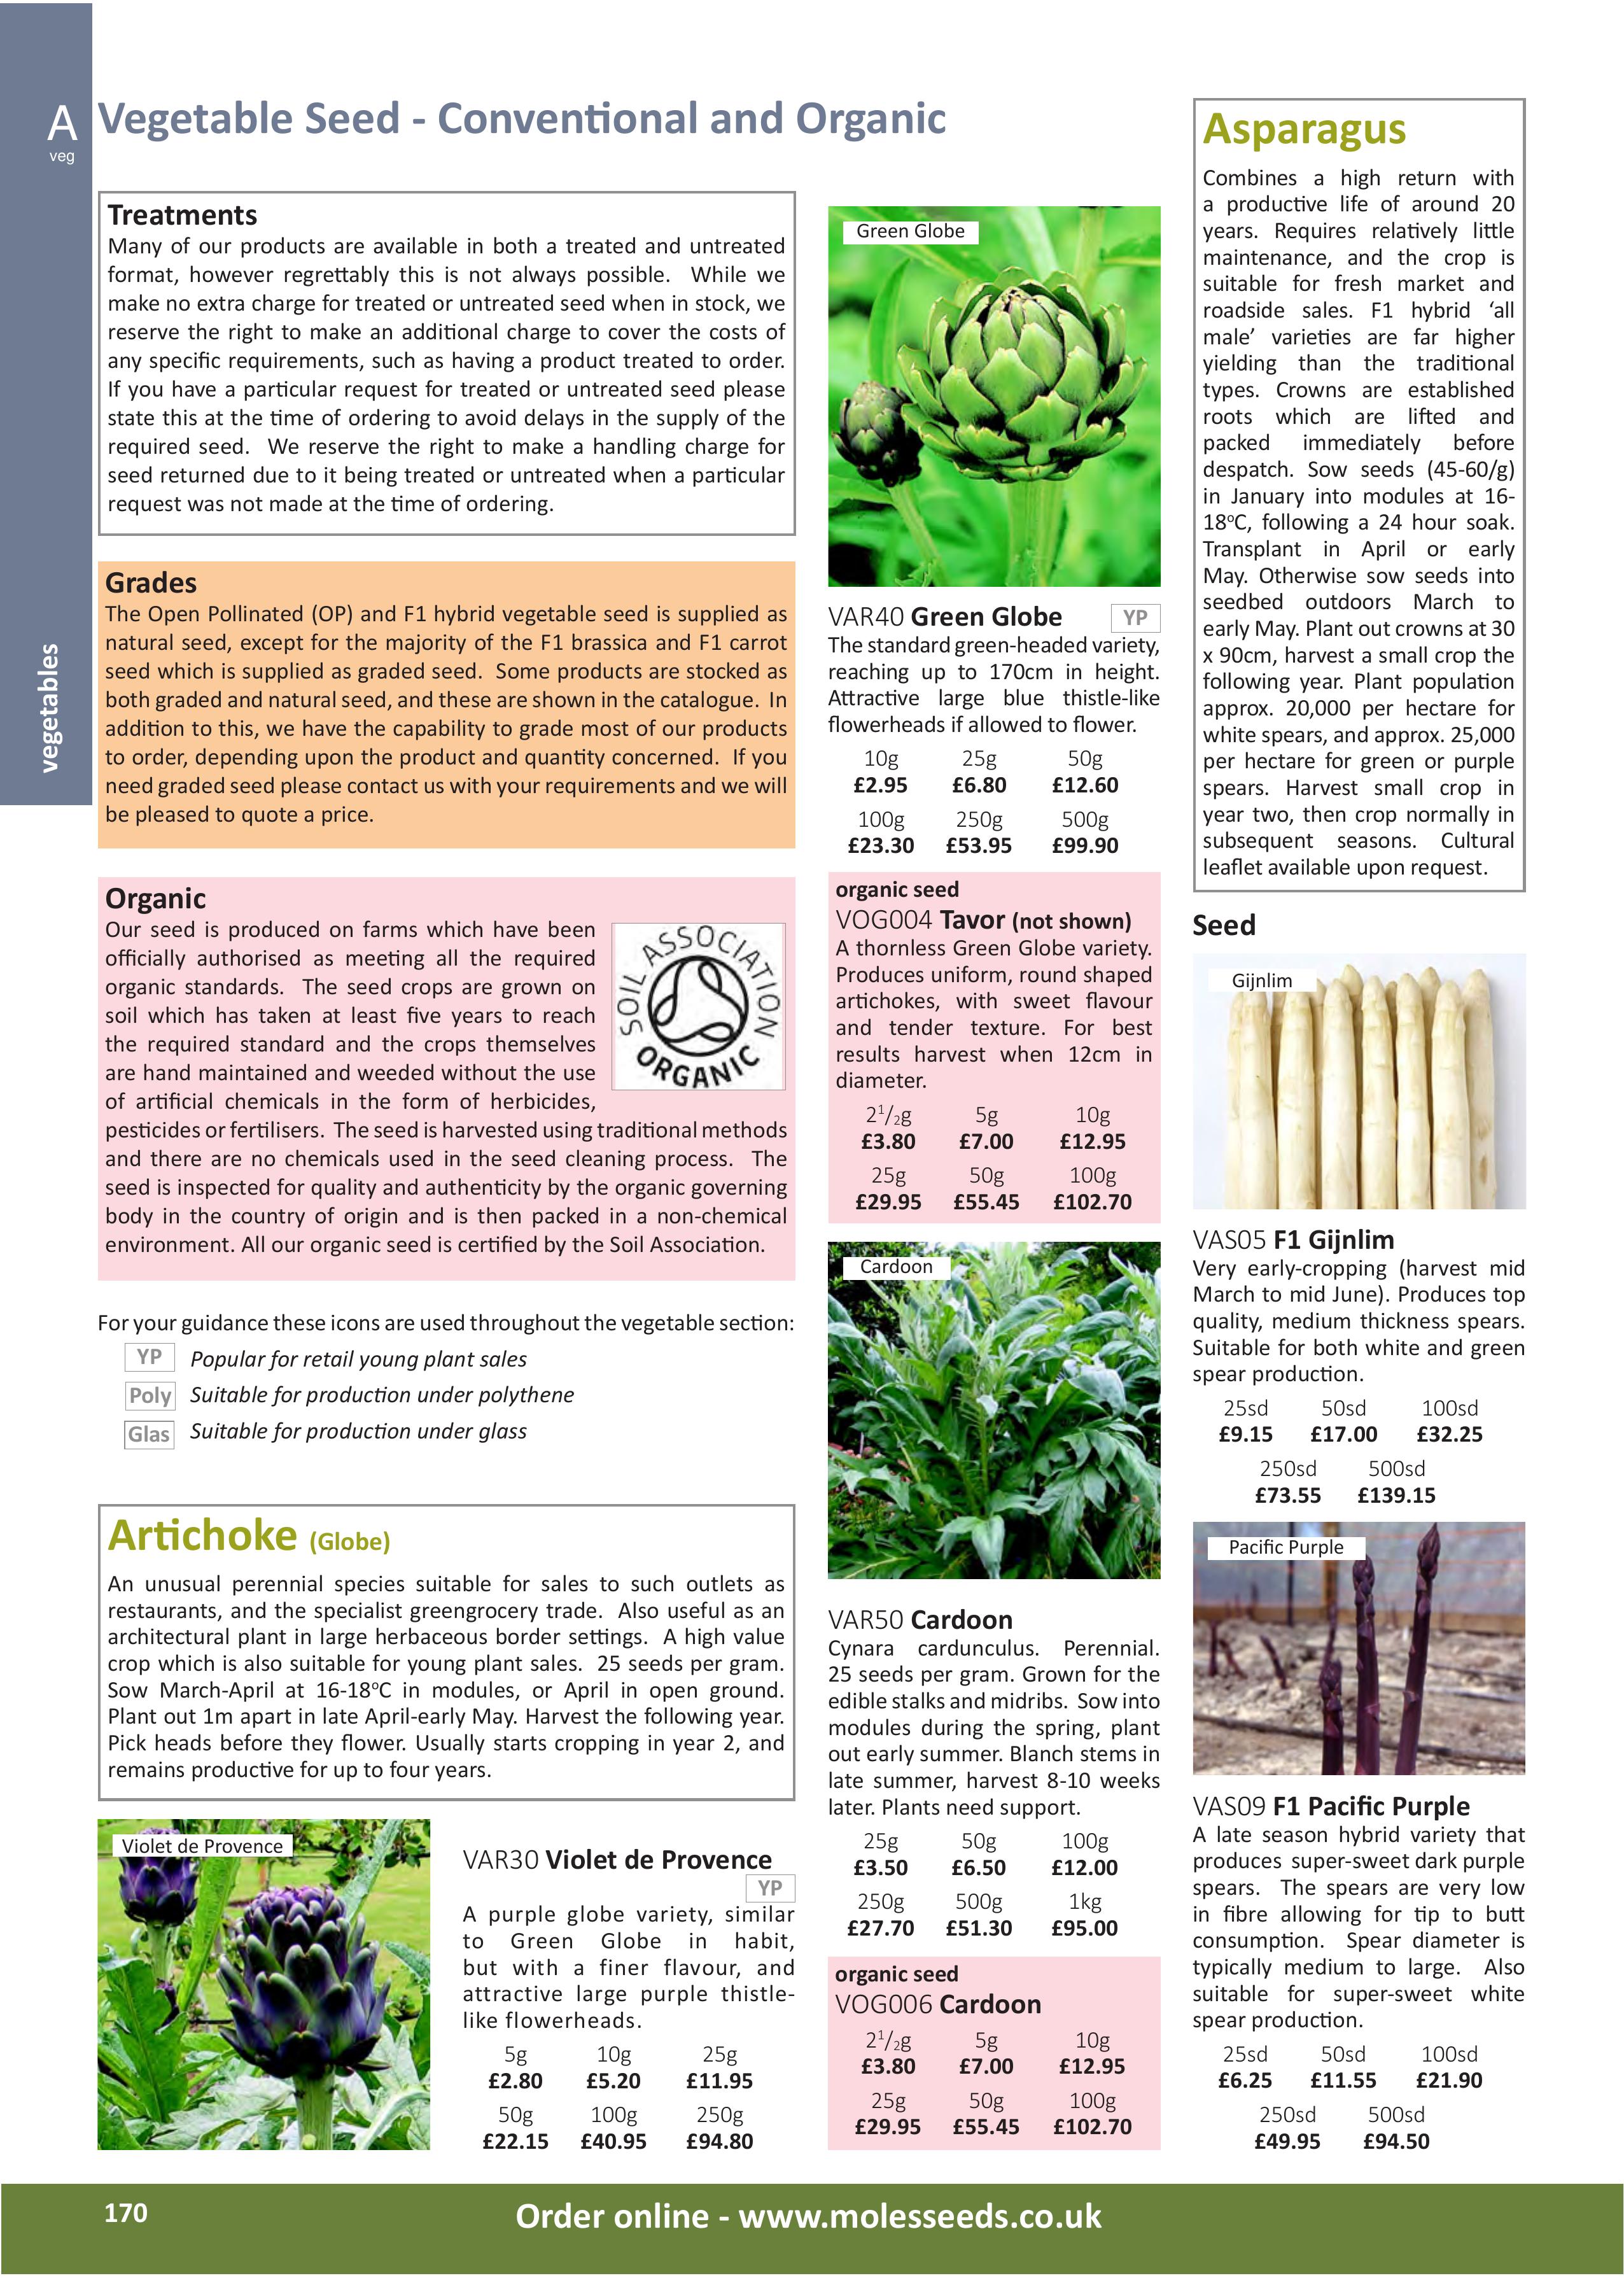 A
veg
vegetables
Vegetable Seed - Conventional and Organic
Treatments
Many of our products are available in both a treated and untreated
format, however regrettably this is not always possible. While we
make no extra charge for treated or untreated seed when in stock, we
reserve the right to make an additional charge to cover the costs of
any specific requirements, such as having a product treated to order.
If you have a particular request for treated or untreated seed please
state this at the time of ordering to avoid delays in the supply of the
required seed. We reserve the right to make a handling charge for
seed returned due to it being treated or untreated when a particular
request was not made at the time of ordering.
Grades
The Open Pollinated (OP) and F1 hybrid vegetable seed is supplied as
natural seed, except for the majority of the F1 brassica and F1 carrot
seed which is supplied as graded seed. Some products are stocked as
both graded and natural seed, and these are shown in the catalogue. In
addition to this, we have the capability to grade most of our products
to order, depending upon the product and quantity concerned. If you
need graded seed please contact us with your requirements and we will
be pleased to quote a price.
Organic
Our seed is produced on farms which have been
officially authorised as meeting all the required
organic standards. The seed crops are grown on
soil which has taken at least five years to reach
the required standard and the crops themselves
are hand maintained and weeded without the use
of artificial chemicals in the form of herbicides,
pesticides or fertilisers. The seed is harvested using traditional methods
and there are no chemicals used in the seed cleaning process. The
seed is inspected for quality and authenticity by the organic governing
body in the country of origin and is then packed in a non-chemical
environment. All our organic seed is certified by the Soil Association.
SOIL ASSOCIATION
ORGANIC
For your guidance these icons are used throughout the vegetable section:
YP Popular for retail young plant sales
Poly Suitable for production under polythene
Glas Suitable for production under glass
Artichoke (Globe)
An unusual perennial species suitable for sales to such outlets as
restaurants, and the specialist greengrocery trade. Also useful as an
architectural plant in large herbaceous border settings. A high value
crop which is also suitable for young plant sales. 25 seeds per gram.
Sow March-April at 16-18ºC in modules, or April in open ground.
Plant out 1m apart in late April-early May. Harvest the following year.
Pick heads before they flower. Usually starts cropping in year 2, and
remains productive for up to four years.
Violet de Provence
VAR30 Violet de Provence
YP
A purple globe variety, similar
to Green Globe in habit,
but with a finer flavour, and
attractive large purple thistle-
like flowerheads.
5g 10g 25g
£2.80 £5.20 £11.95
50g 100g 250g
£22.15 £40.95 £94.80
Green Globe
VAR40 Green Globe YP
The standard green-headed variety,
reaching up to 170cm in height.
Attractive large blue thistle-like
flowerheads if allowed to flower.
10g 25g 50g
£2.95 £6.80 £12.60
100g 250g 500g
£23.30 £53.95 £99.90
organic seed
VOG004 Tavor (not shown)
A thornless Green Globe variety.
Produces uniform, round shaped
artichokes, with sweet flavour
and tender texture. For best
results harvest when 12cm in
diameter.
2¹/₂g 5g 10g
£3.80 £7.00 £12.95
25g 50g 100g
£29.95 £55.45 £102.70
Cardoon
VAR50 Cardoon
Cynara cardunculus. Perennial.
25 seeds per gram. Grown for the
edible stalks and midribs. Sow into
modules during the spring, plant
out early summer. Blanch stems in
late summer, harvest 8-10 weeks
later. Plants need support.
25g 50g 100g
£3.50 £6.50 £12.00
250g 500g 1kg
£27.70 £51.30 £95.00
organic seed
VOG006 Cardoon
2¹/₂g 5g 10g
£3.80 £7.00 £12.95
25g 50g 100g
£29.95 £55.45 £102.70
Asparagus
Combines a high return with
a productive life of around 20
years. Requires relatively little
maintenance, and the crop is
suitable for fresh market and
roadside sales. F1 hybrid ‘all
male’ varieties are far higher
yielding than the traditional
types. Crowns are established
roots which are lifted and
packed immediately before
despatch. Sow seeds (45-60/g)
in January into modules at 16-
18ºC, following a 24 hour soak.
Transplant in April or early
May. Otherwise sow seeds into
seedbed outdoors March to
early May. Plant out crowns at 30
x 90cm, harvest a small crop the
following year. Plant population
approx. 20,000 per hectare for
white spears, and approx. 25,000
per hectare for green or purple
spears. Harvest small crop in
year two, then crop normally in
subsequent seasons. Cultural
leaflet available upon request.
Seed
Gijnlim
VAS05 F1 Gijnlim
Very early-cropping (harvest mid
March to mid June). Produces top
quality, medium thickness spears.
Suitable for both white and green
spear production.
25sd 50sd 100sd
£9.15 £17.00 £32.25
250sd 500sd
£73.55 £139.15
Pacific Purple
VAS09 F1 Pacific Purple
A late season hybrid variety that
produces super-sweet dark purple
spears. The spears are very low
in fibre allowing for tip to butt
consumption. Spear diameter is
typically medium to large. Also
suitable for super-sweet white
spear production.
25sd 50sd 100sd
£6.25 £11.55 £21.90
250sd 500sd
£49.95 £94.50
170
Order online - www.molesseeds.co.uk